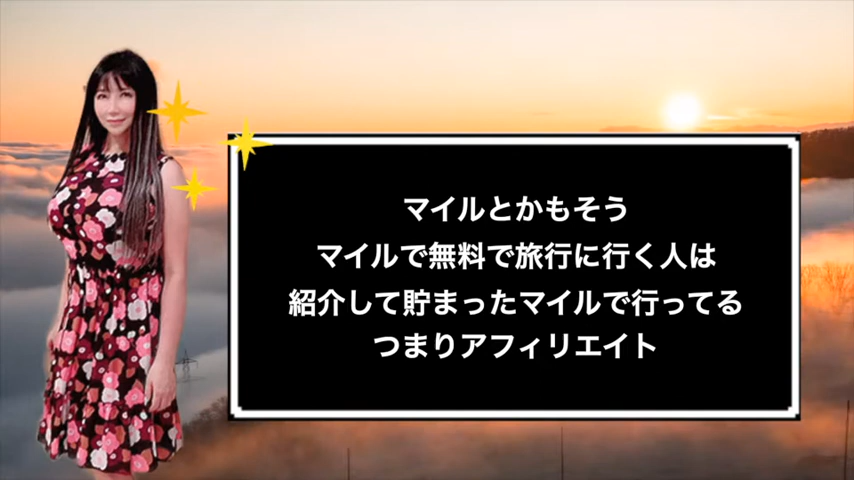 マイルとかもそう
マイルで無料で旅行に行く人は
紹介して貯まったマイルで行ってる
つまりアフィリエイト